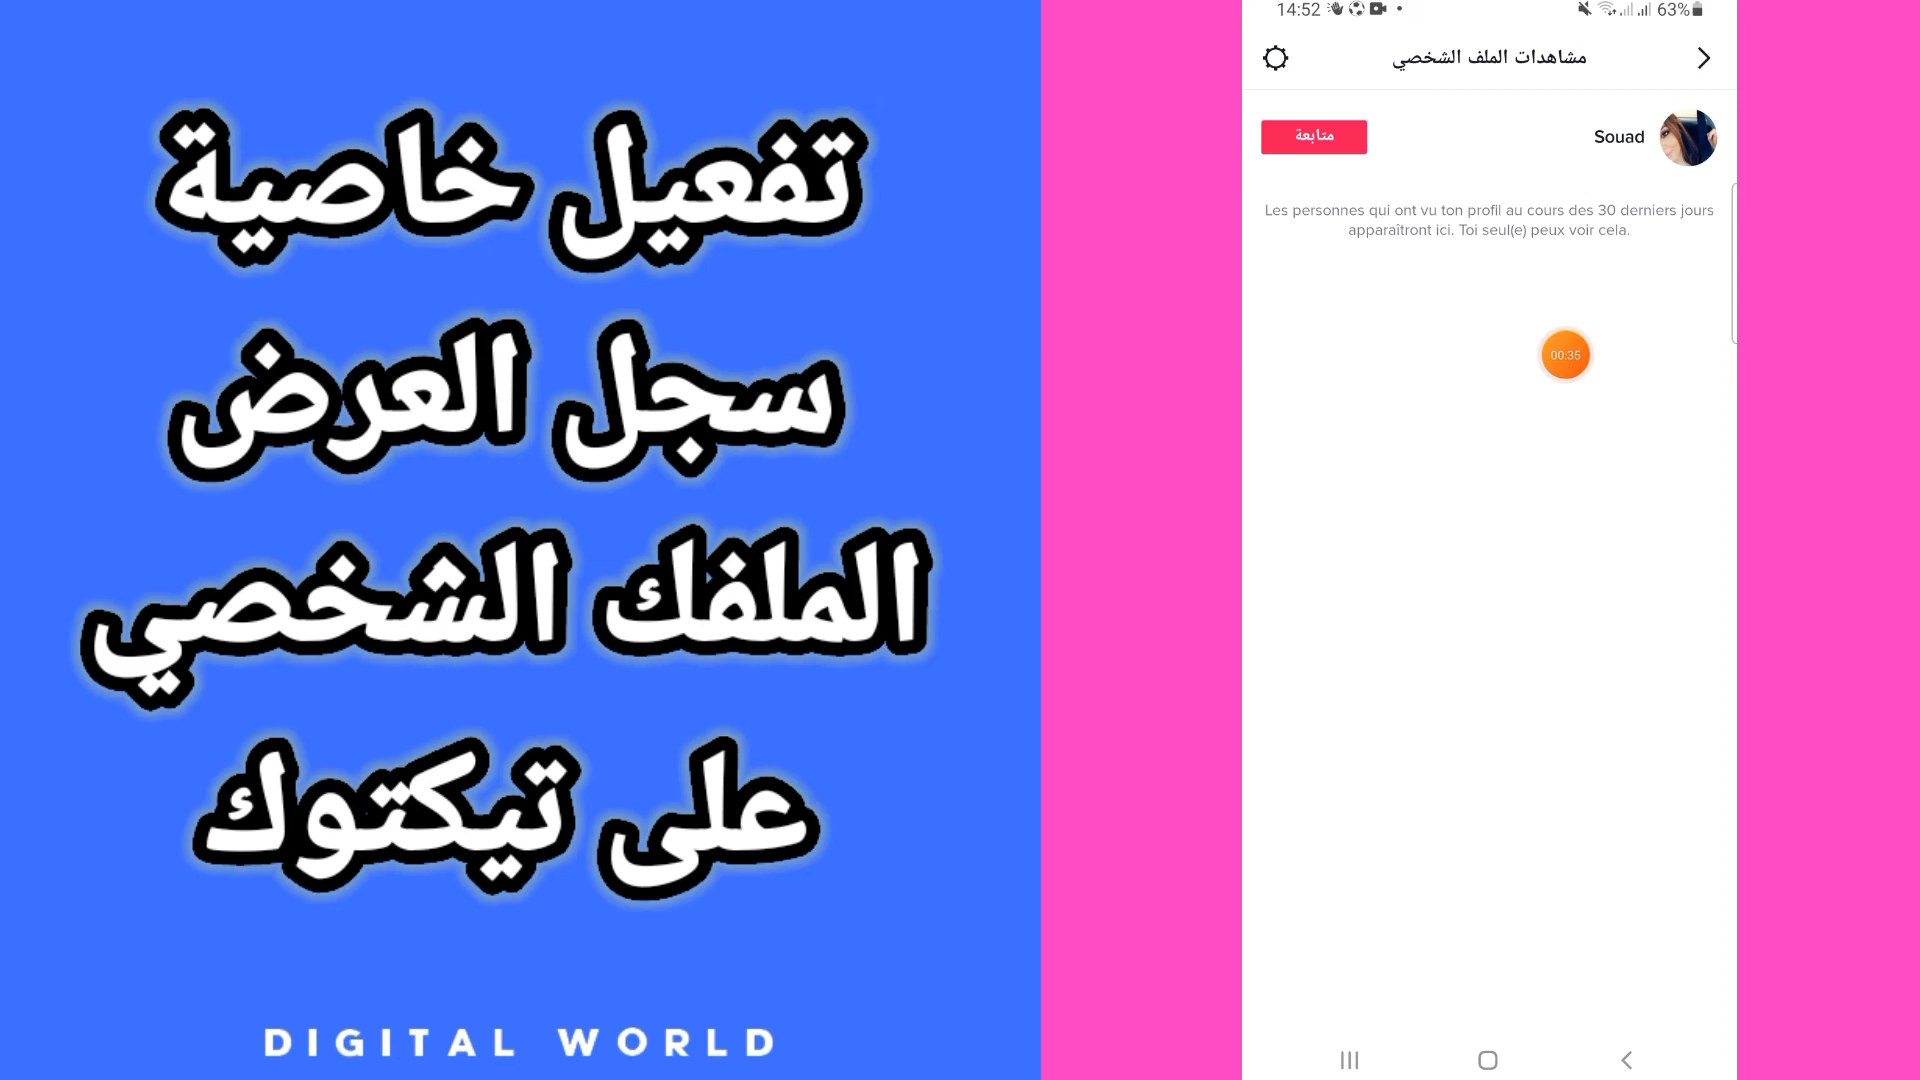 تفعيل خاصية
سجل العرض
الملفك الشخصي
على تيكتوك
DIGITAL WORLD
14:52
63%
مشاهدات الملف الشخصي
Souad
متابعة
Les personnes qui ont vu ton profil au cours des 30 derniers jours
apparaîtront ici. Toi seul(e) peux voir cela.
00:35